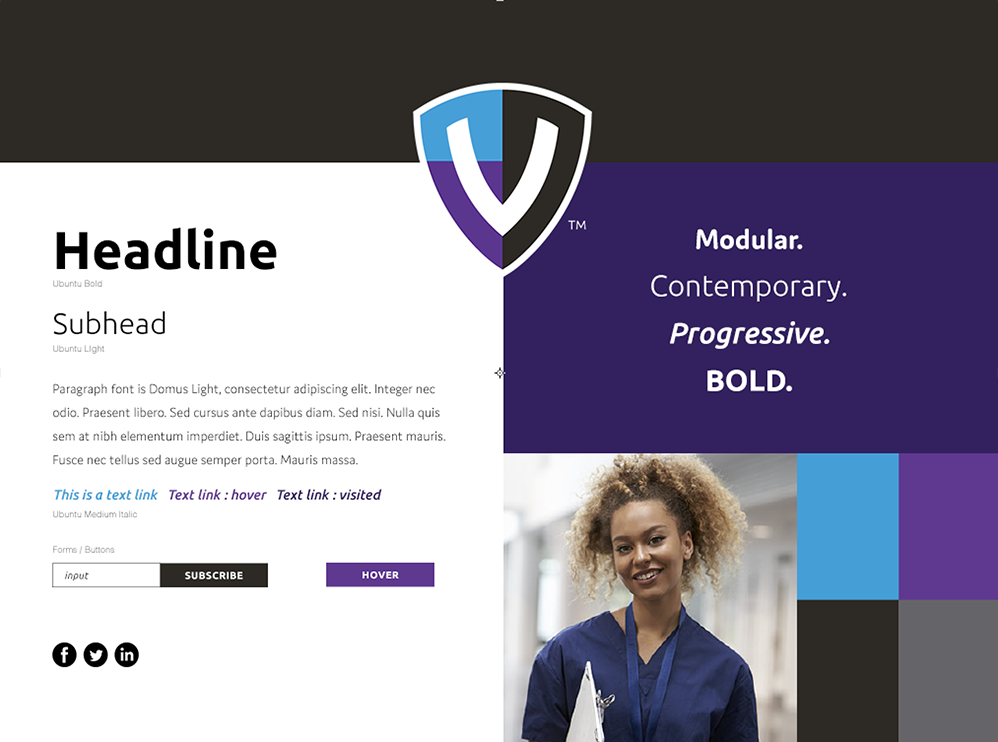 V
TM
Headline
Ubuntu Bold
Subhead
Ubuntu LIght
Paragraph font is Domus Light, consectetur adipiscing elit. Integer nec
odio. Praesent libero. Sed cursus ante dapibus diam. Sed nisi. Nulla quis
sem at nibh elementum imperdiet. Duis sagittis ipsum. Praesent mauris.
Fusce nec tellus sed augue semper porta. Mauris massa.
This is a text link Text link : hover Text link : visited
Ubuntu Medium Italic
Forms / Buttons
input SUBSCRIBE HOVER
f in
Modular.
Contemporary.
Progressive.
BOLD.